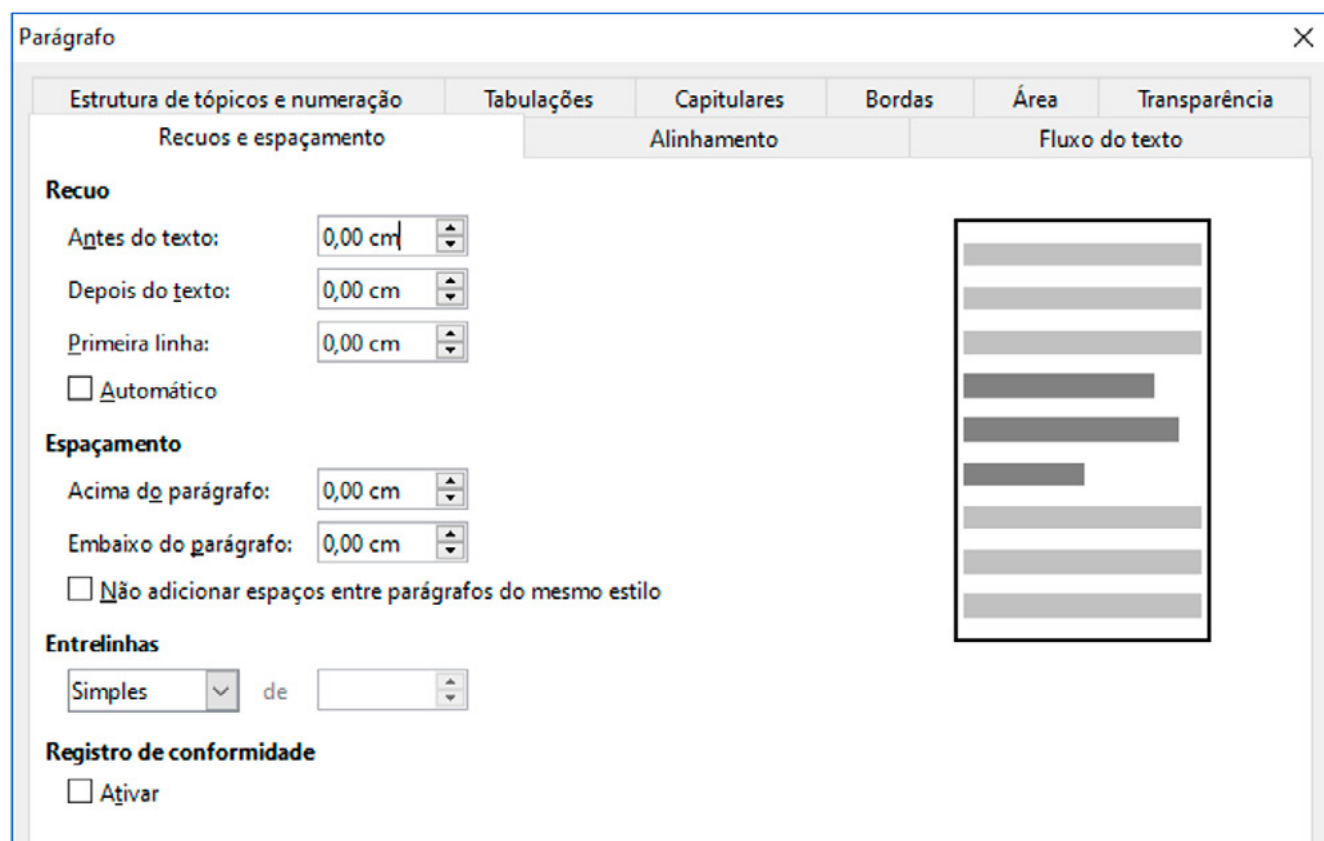 Parágrafo
Estrutura de tópicos e numeração Tabulações Capitulares Bordas Área Transparência
Recuos e espaçamento Alinhamento Fluxo do texto
Recuo
Antes do texto: 0,00 cm
Depois do texto: 0,00 cm
Primeira linha: 0,00 cm
Automático
Espaçamento
Acima do parágrafo: 0,00 cm
Embaixo do parágrafo: 0,00 cm
Não adicionar espaços entre parágrafos do mesmo estilo
Entrelinhas
Simples de
Registro de conformidade
Ativar